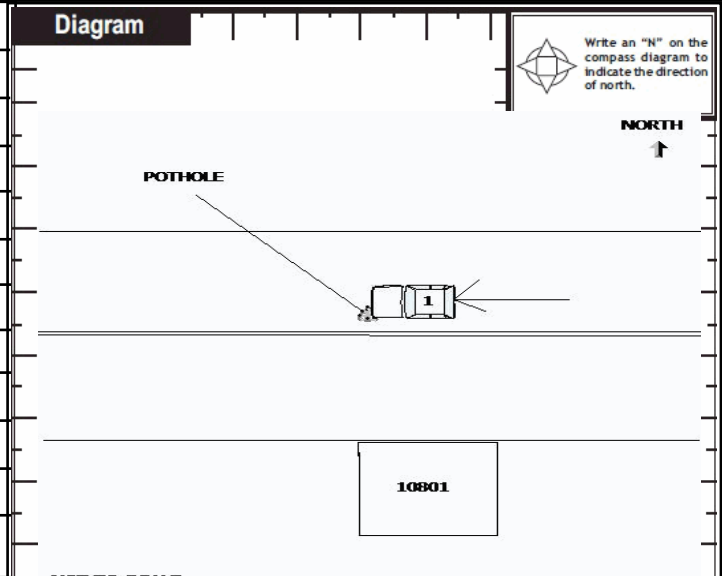 Diagram
Write an “N” on the
compass diagram to
indicate the direction
of north.
NORTH
POTHOLE
1
10801